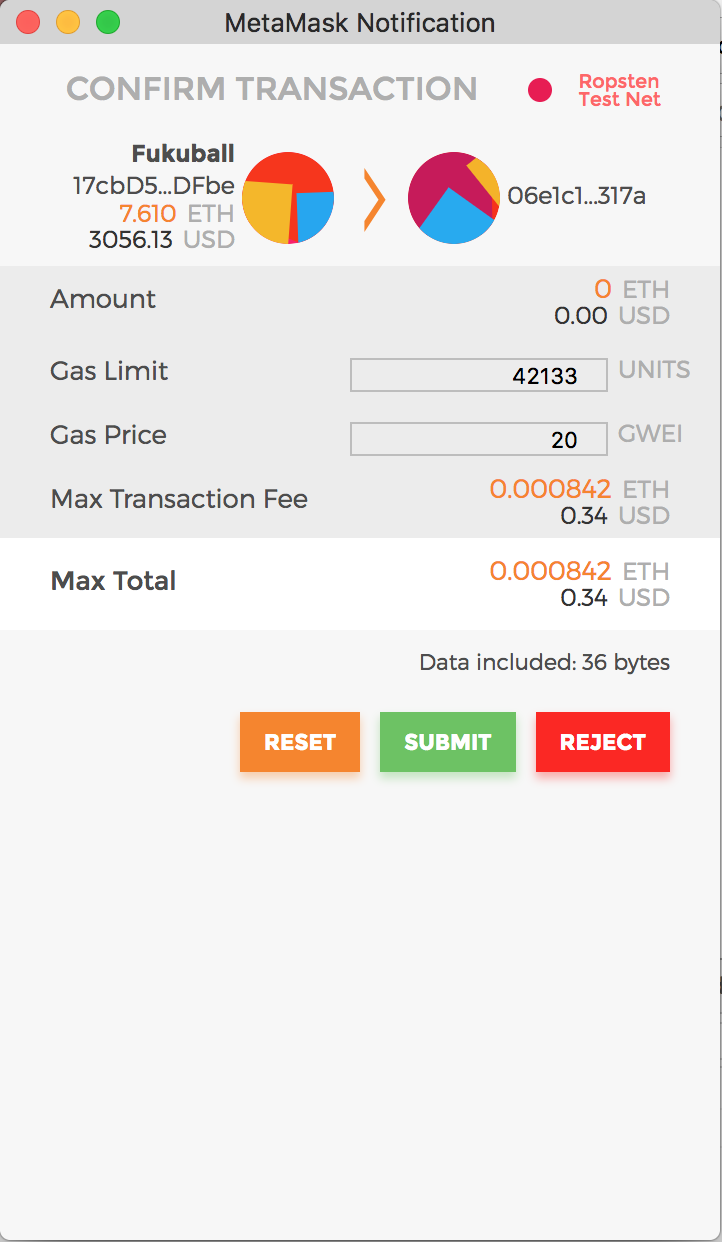 MetaMask Notification
CONFIRM TRANSACTION
Ropsten
Test Net
Fukuball
17cbD5...DFbe
7.610 ETH
3056.13 USD
06e1c1...317a
Amount
0 ETH
0.00 USD
Gas Limit 42133 UNITS
Gas Price 20 GWEI
Max Transaction Fee
0.000842 ETH
0.34 USD
Max Total
0.000842 ETH
0.34 USD
Data included: 36 bytes
RESET SUBMIT REJECT